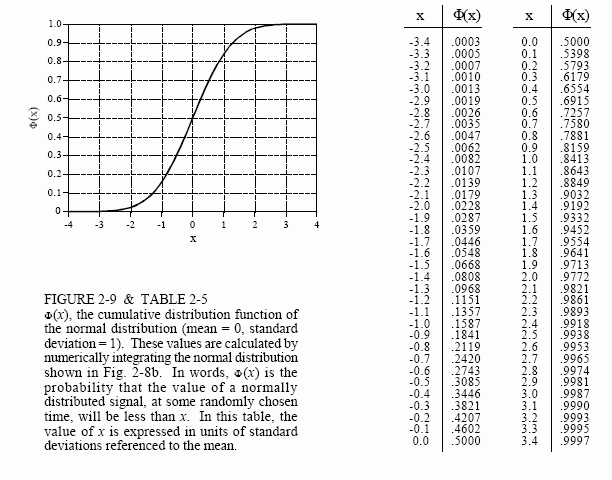 1.0
0.9
0.8
0.7
0.6
0.5
0.4
0.3
0.2
0.1
0
-4 -3 -2 -1 0 1 2 3 4
x
Φ(x)
FIGURE 2-9 & TABLE 2-5
Φ(x), the cumulative distribution function of
the normal distribution (mean = 0, standard
deviation = 1). These values are calculated by
numerically integrating the normal distribution
shown in Fig. 2-8b. In words, Φ(x) is the
probability that the value of a normally
distributed signal, at some randomly chosen
time, will be less than x. In this table, the
value of x is expressed in units of standard
deviations referenced to the mean.
x Φ(x) x Φ(x)
-3.4 .0003 0.0 .5000
-3.3 .0005 0.1 .5398
-3.2 .0007 0.2 .5793
-3.1 .0010 0.3 .6179
-3.0 .0013 0.4 .6554
-2.9 .0019 0.5 .6915
-2.8 .0026 0.6 .7257
-2.7 .0035 0.7 .7580
-2.6 .0047 0.8 .7881
-2.5 .0062 0.9 .8159
-2.4 .0082 1.0 .8413
-2.3 .0107 1.1 .8643
-2.2 .0139 1.2 .8849
-2.1 .0179 1.3 .9032
-2.0 .0228 1.4 .9192
-1.9 .0287 1.5 .9332
-1.8 .0359 1.6 .9452
-1.7 .0446 1.7 .9554
-1.6 .0548 1.8 .9641
-1.5 .0668 1.9 .9713
-1.4 .0808 2.0 .9772
-1.3 .0968 2.1 .9821
-1.2 .1151 2.2 .9861
-1.1 .1357 2.3 .9893
-1.0 .1587 2.4 .9918
-0.9 .1841 2.5 .9938
-0.8 .2119 2.6 .9953
-0.7 .2420 2.7 .9965
-0.6 .2743 2.8 .9974
-0.5 .3085 2.9 .9981
-0.4 .3446 3.0 .9987
-0.3 .3821 3.1 .9990
-0.2 .4207 3.2 .9993
-0.1 .4602 3.3 .9995
0.0 .5000 3.4 .9997